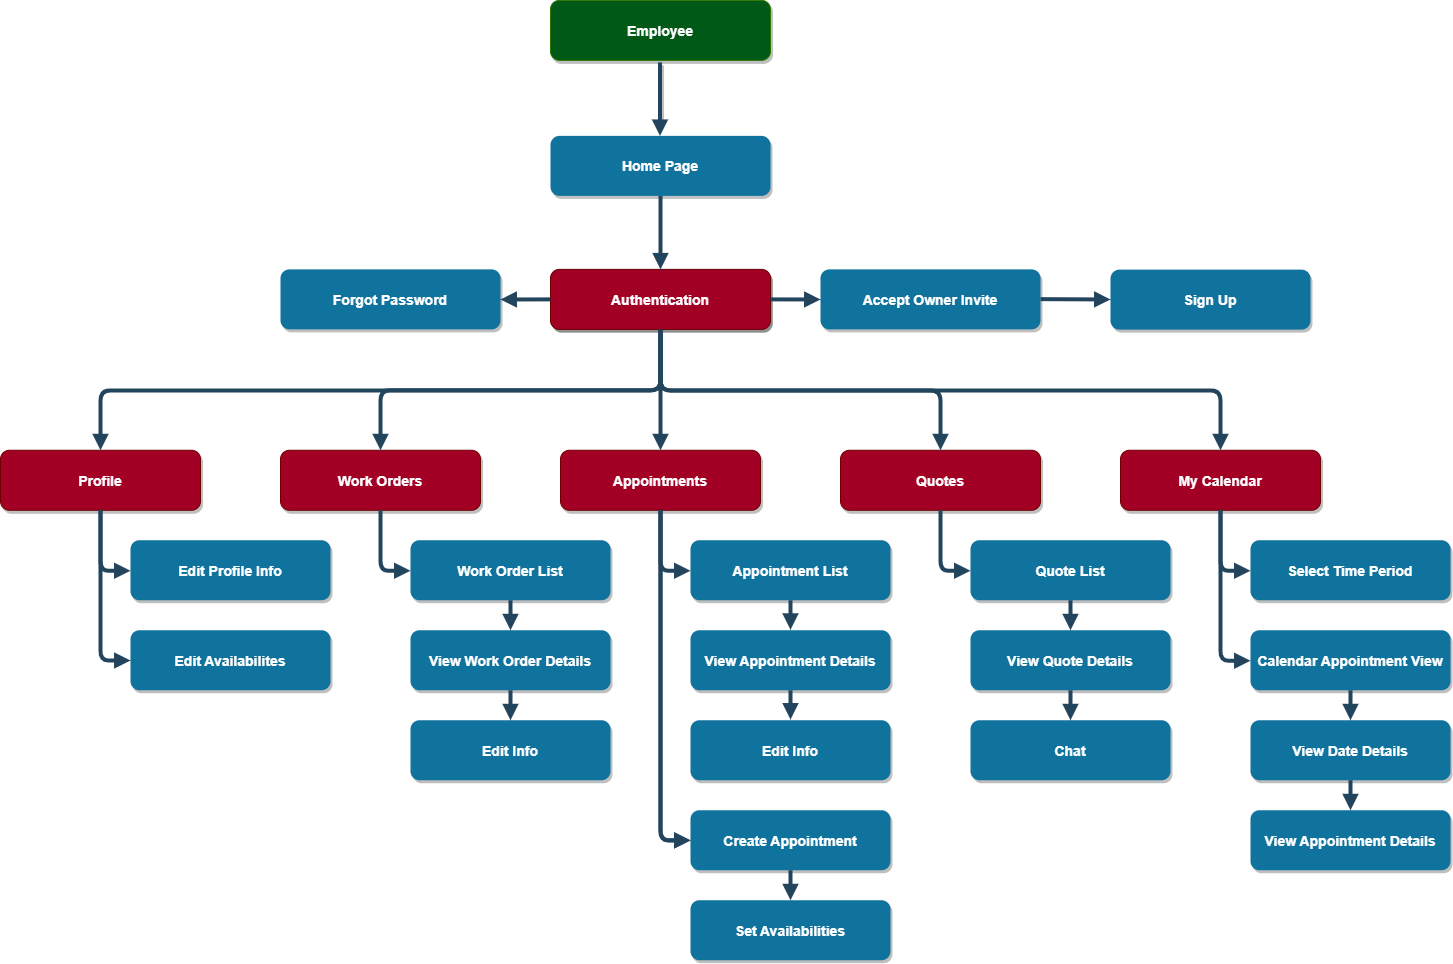 Employee
Home Page
Forgot Password
Authentication
Accept Owner Invite
Sign Up
Profile
Work Orders
Appointments
Quotes
My Calendar
Edit Profile Info
Work Order List
Appointment List
Quote List
Select Time Period
Edit Availabilites
View Work Order Details
View Appointment Details
View Quote Details
Calendar Appointment View
Edit Info
Edit Info
Chat
View Date Details
Create Appointment
View Appointment Details
Set Availabilities